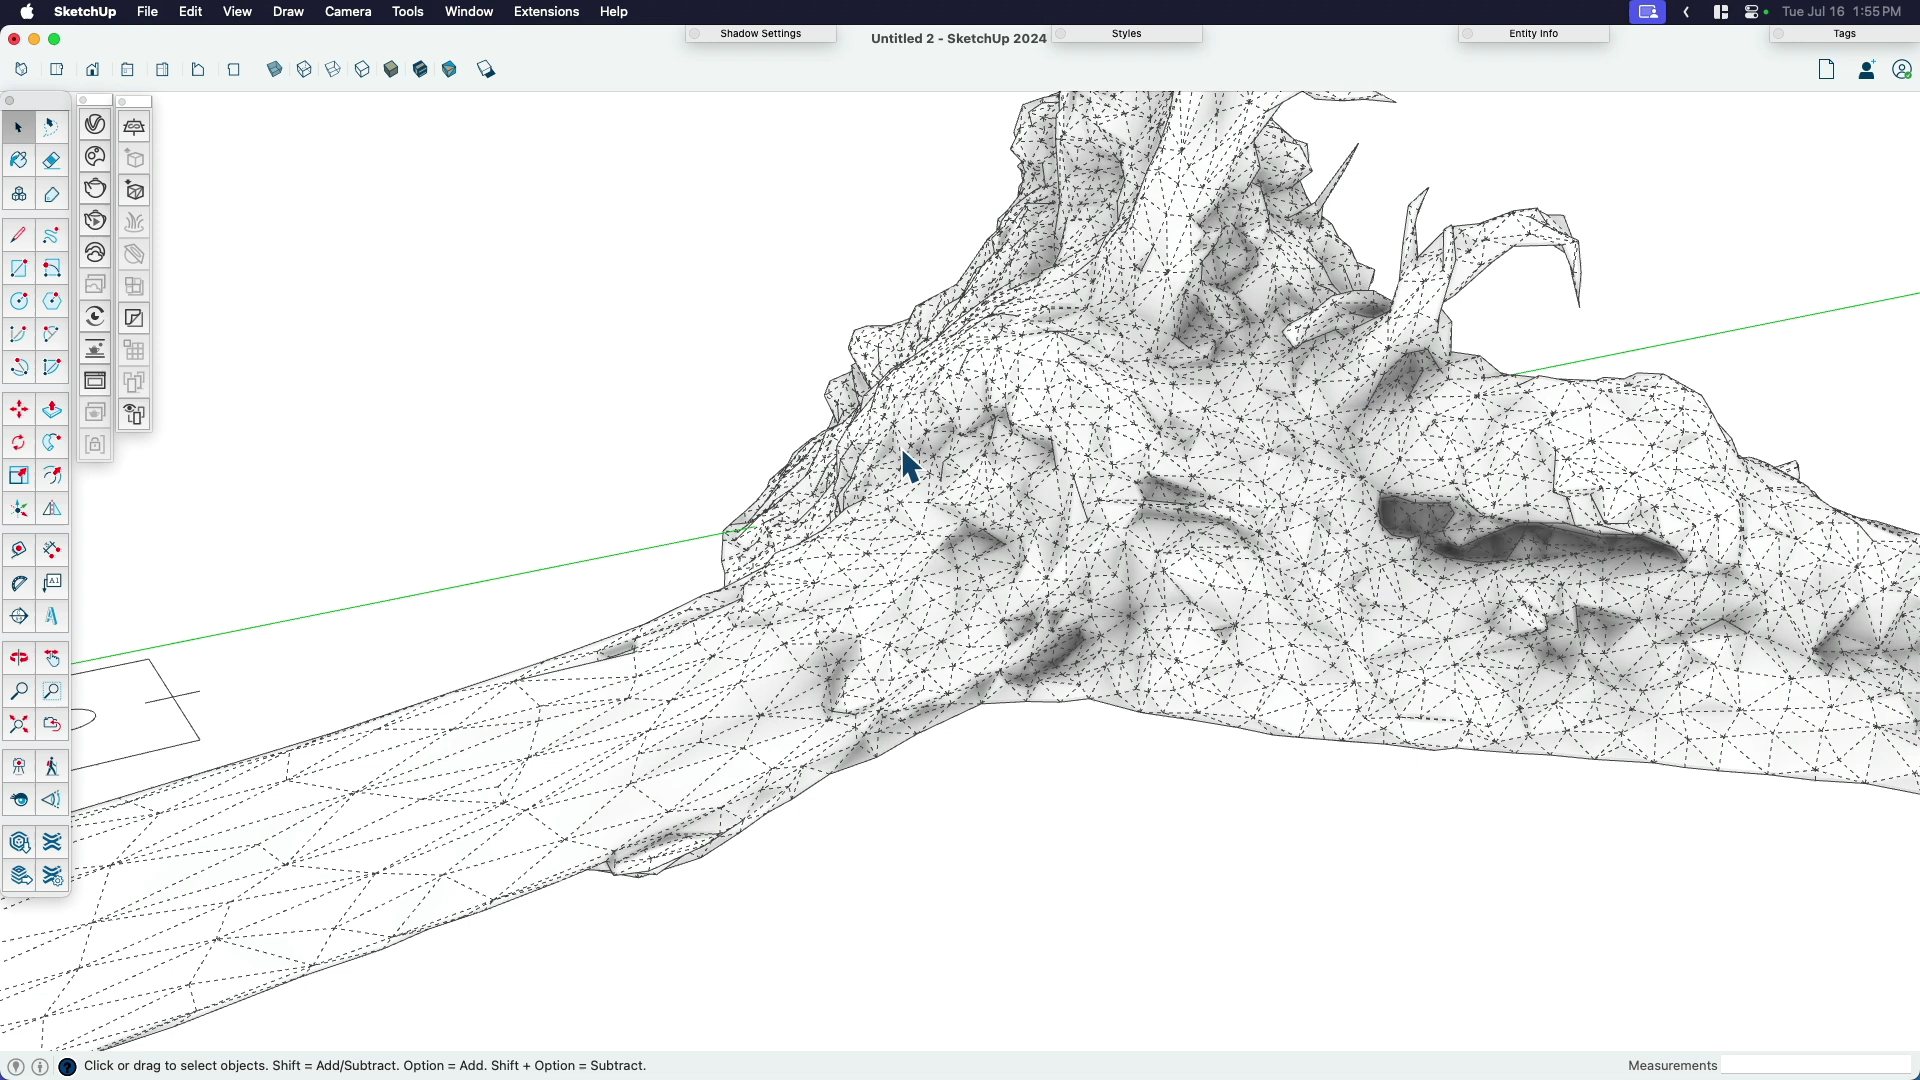 SketchUp File Edit View Draw Camera Tools Window Extensions Help Tue Jul 16 1:55PM
Shadow Settings Untitled 2 - SketchUp 2024 Styles Entity Info Tags
A1
Click or drag to select objects. Shift = Add/Subtract. Option = Add. Shift + Option = Subtract. Measurements